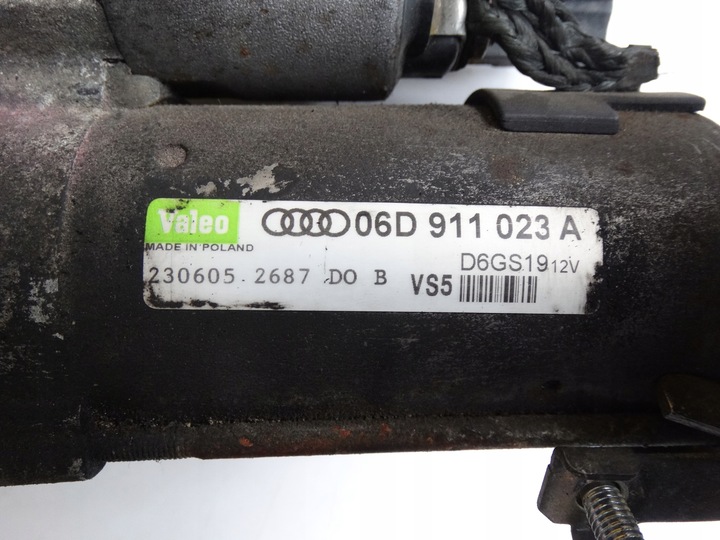 Valeo 06D 911 023 A
MADE IN POLAND
D6GS19 12V
230605 2687 DO B VS5